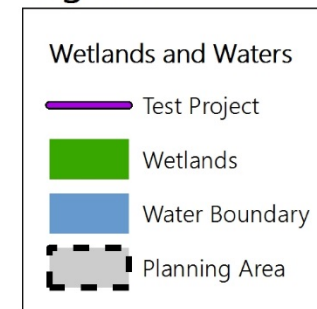 Wetlands and Waters
Test Project
Wetlands
Water Boundary
Planning Area